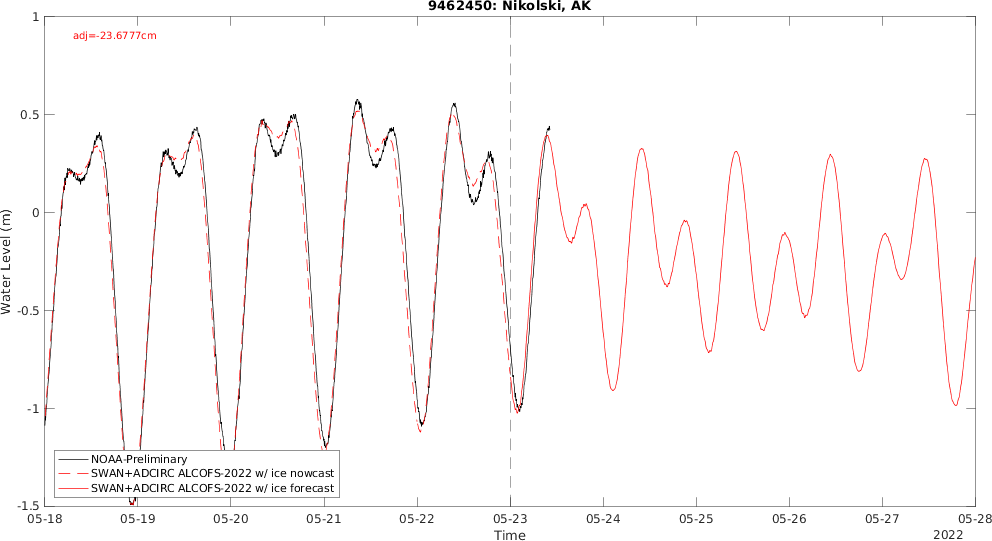 9462450: Nikolski, AK
adj=-23.6777cm
1
0.5
0
-0.5
-1
-1.5
Water Level (m)
NOAA-Preliminary
SWAN+ADCIRC ALCOFS-2022 w/ ice nowcast
SWAN+ADCIRC ALCOFS-2022 w/ ice forecast
05-18 05-19 05-20 05-21 05-22 05-23 05-24 05-25 05-26 05-27 05-28
Time
2022